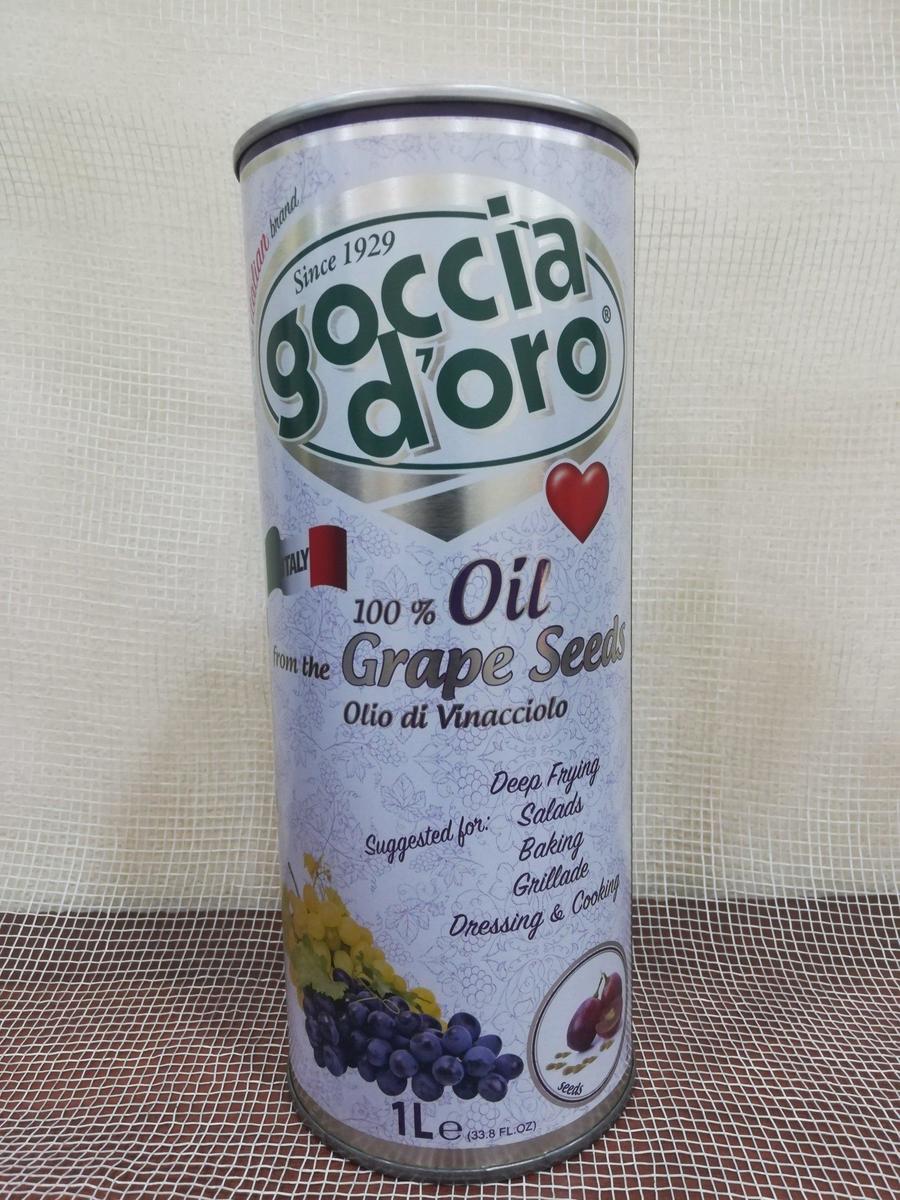 Italian brand
Since 1929
goccia
d'oro®
ITALY
100 % Oil
from the Grape Seeds
Olio di Vinacciolo
Suggested for:
Deep Frying
Salads
Baking
Grillade
Dressing & Cooking
seeds
1L e (33.8 FL.OZ)